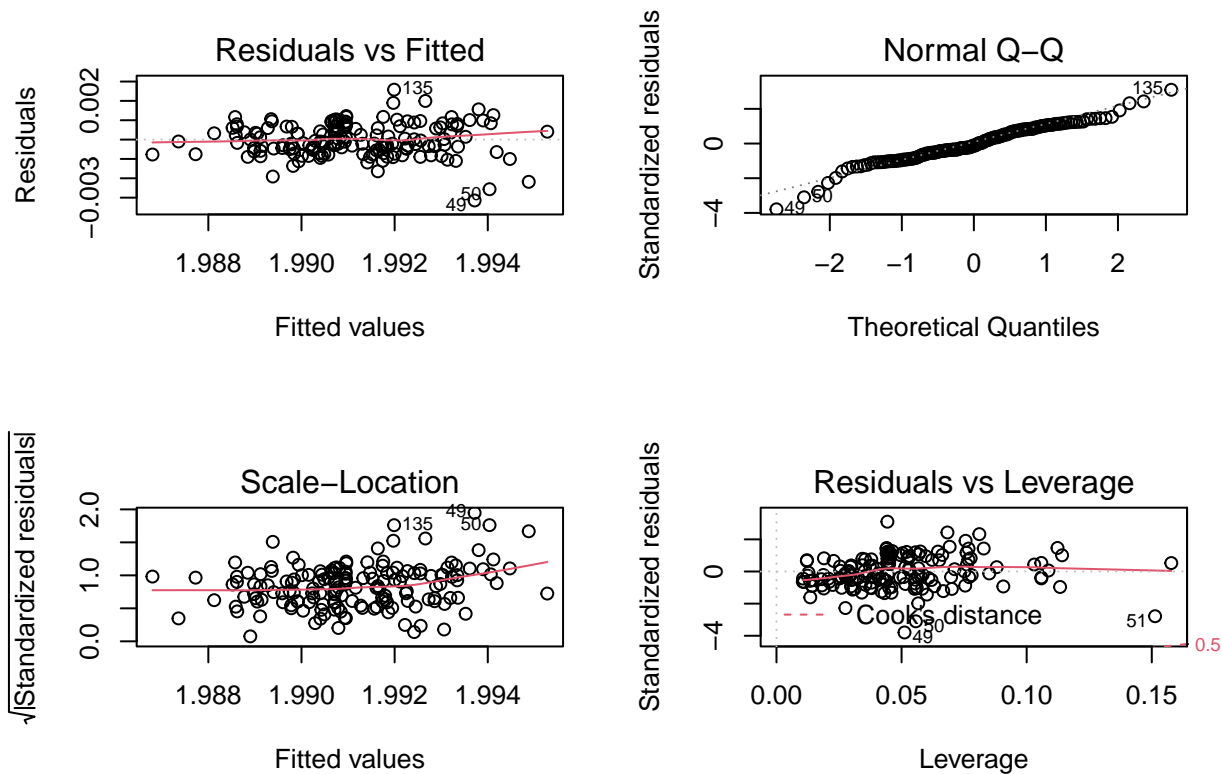 Residuals vs Fitted
Residuals
0.002
−0.003
135
50
49
1.988 1.990 1.992 1.994
Fitted values
Normal Q−Q
Standardized residuals
0
−4
135
50
49
−2 −1 0 1 2
Theoretical Quantiles
Scale−Location
√|Standardized residuals|
2.0
1.0
0.0
49
50
135
1.988 1.990 1.992 1.994
Fitted values
Residuals vs Leverage
Standardized residuals
0
−4
Cook's distance
50
49
51
0.5
0.00 0.05 0.10 0.15
Leverage